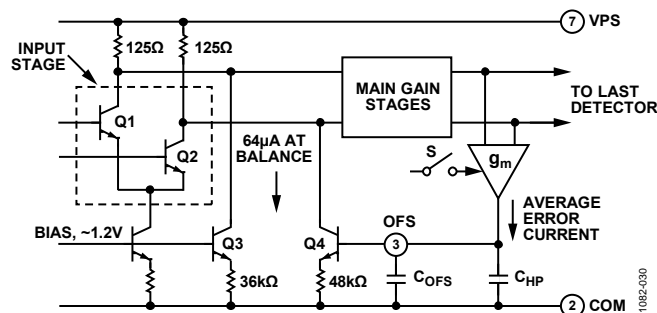 7 VPS
125Ω 125Ω
INPUT
STAGE
MAIN GAIN
STAGES
TO LAST
DETECTOR
Q1
Q2
64µA AT
BALANCE
S
gm
AVERAGE
ERROR
CURRENT
BIAS, ~1.2V
Q3
Q4
OFS
3
36kΩ
48kΩ
COFS
CHP
2 COM
1082-030